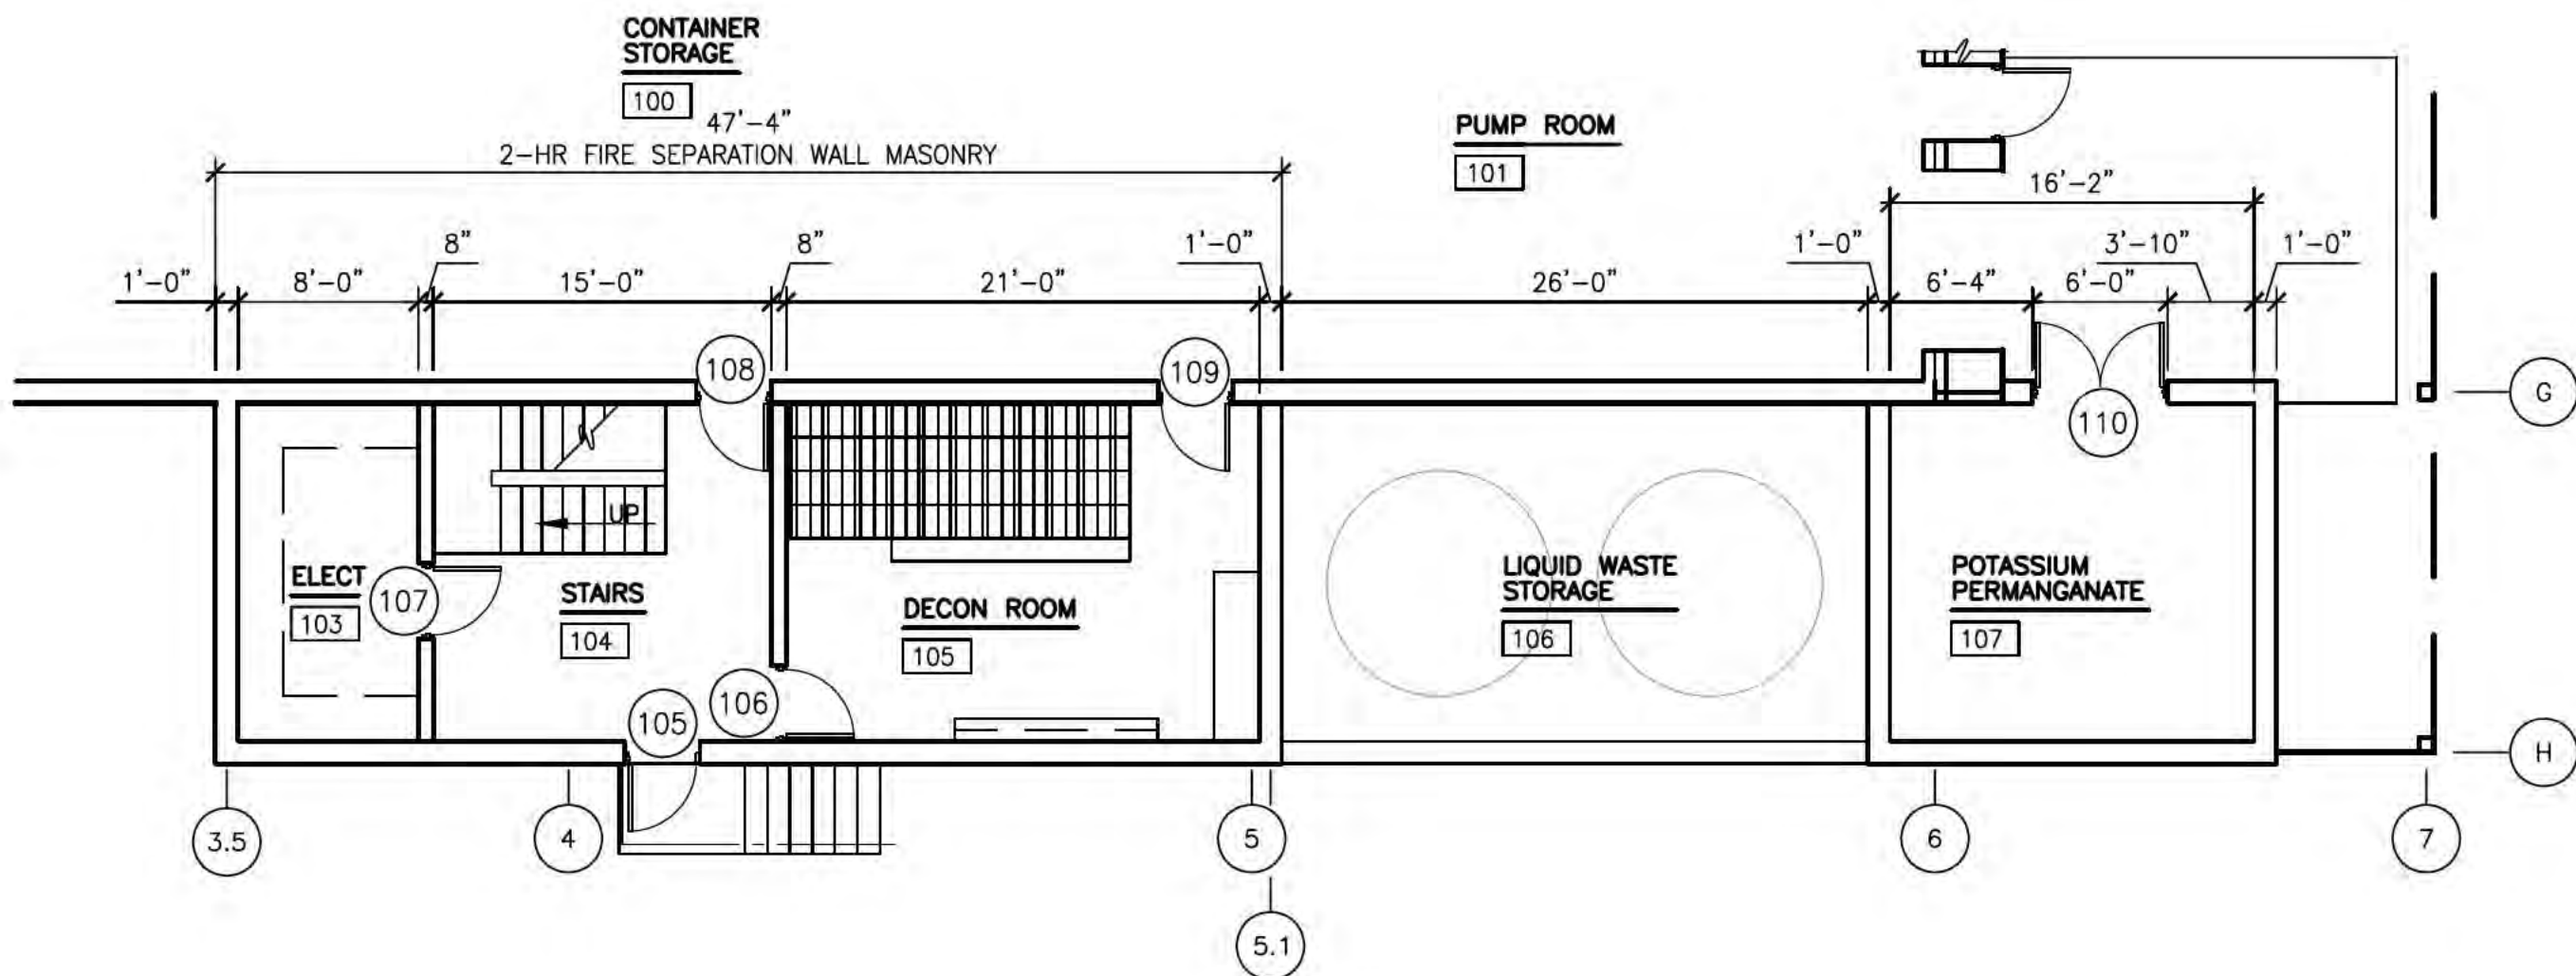 CONTAINER
STORAGE
100
47'-4"
2-HR FIRE SEPARATION WALL MASONRY
PUMP ROOM
101
16'-2"
1'-0"
8'-0"
8"
15'-0"
8"
21'-0"
1'-0"
26'-0"
1'-0"
6'-4"
6'-0"
3'-10"
1'-0"
108
109
110
G
UP
ELECT
103
107
STAIRS
104
DECON ROOM
105
LIQUID WASTE
STORAGE
106
POTASSIUM
PERMANGANATE
107
105
106
H
3.5
4
5
6
7
5.1